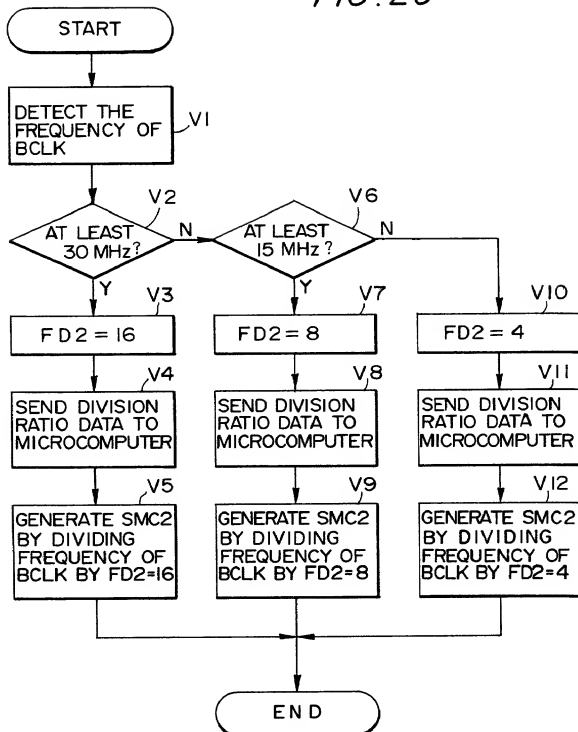 START
DETECT THE
FREQUENCY OF
BCLK
V1
AT LEAST
30 MHz?
V2
N
Y
AT LEAST
15 MHz?
V6
N
Y
V3
FD2=16
V7
FD2=8
V10
FD2=4
V4
SEND DIVISION
RATIO DATA TO
MICROCOMPUTER
V8
SEND DIVISION
RATIO DATA TO
MICROCOMPUTER
V11
SEND DIVISION
RATIO DATA TO
MICROCOMPUTER
V5
GENERATE SMC2
BY DIVIDING
FREQUENCY OF
BCLK BY FD2=16
V9
GENERATE SMC2
BY DIVIDING
FREQUENCY OF
BCLK BY FD2=8
V12
GENERATE SMC2
BY DIVIDING
FREQUENCY OF
BCLK BY FD2=4
END